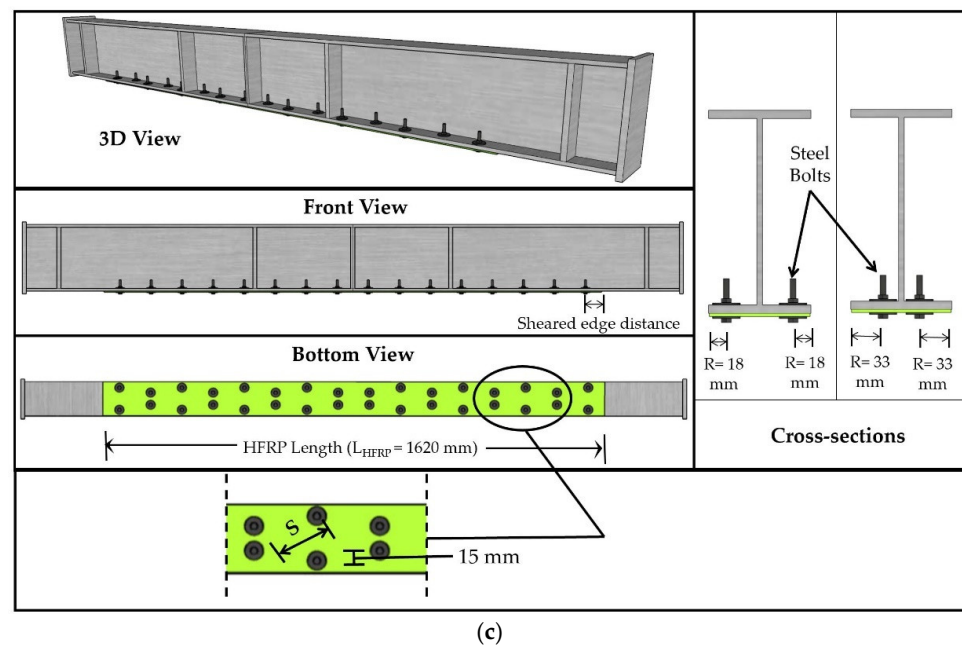 3D View
Front View
Sheared edge distance
Bottom View
HFRP Length (L_HFRP = 1620 mm)
S
15 mm
Steel
Bolts
R= 18
mm
R= 18
mm
R= 33
mm
R= 33
mm
Cross-sections
(c)